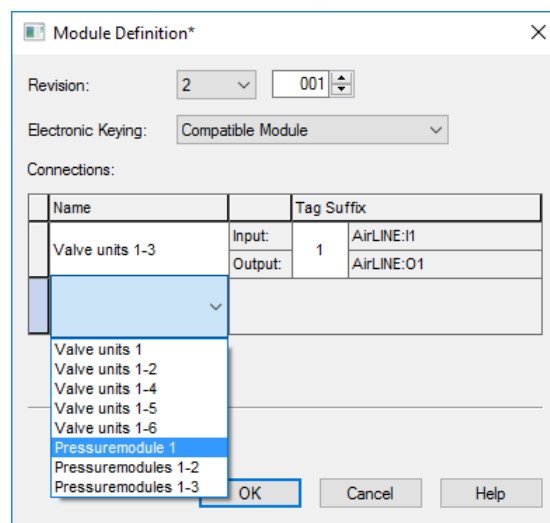 Module Definition*
Revision: 2 001
Electronic Keying: Compatible Module
Connections:
Name Tag Suffix
Valve units 1-3 Input: 1 AirLINE:I1
Output: AirLINE:O1
Valve units 1
Valve units 1-2
Valve units 1-4
Valve units 1-5
Valve units 1-6
Pressuremodule 1
Pressuremodules 1-2
Pressuremodules 1-3
OK Cancel Help